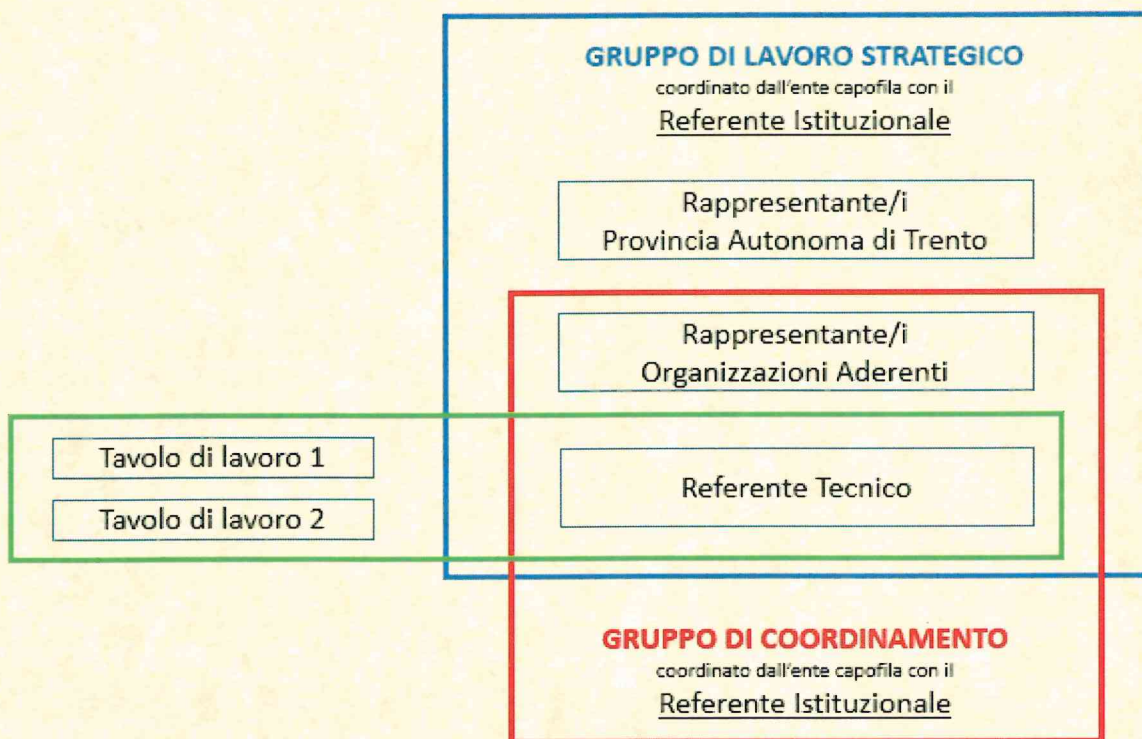 GRUPPO DI LAVORO STRATEGICO
coordinato dall'ente capofila con il
Referente Istituzionale
Rappresentante/i
Provincia Autonoma di Trento
Rappresentante/i
Organizzazioni Aderenti
Tavolo di lavoro 1
Tavolo di lavoro 2
Referente Tecnico
GRUPPO DI COORDINAMENTO
coordinato dall'ente capofila con il
Referente Istituzionale